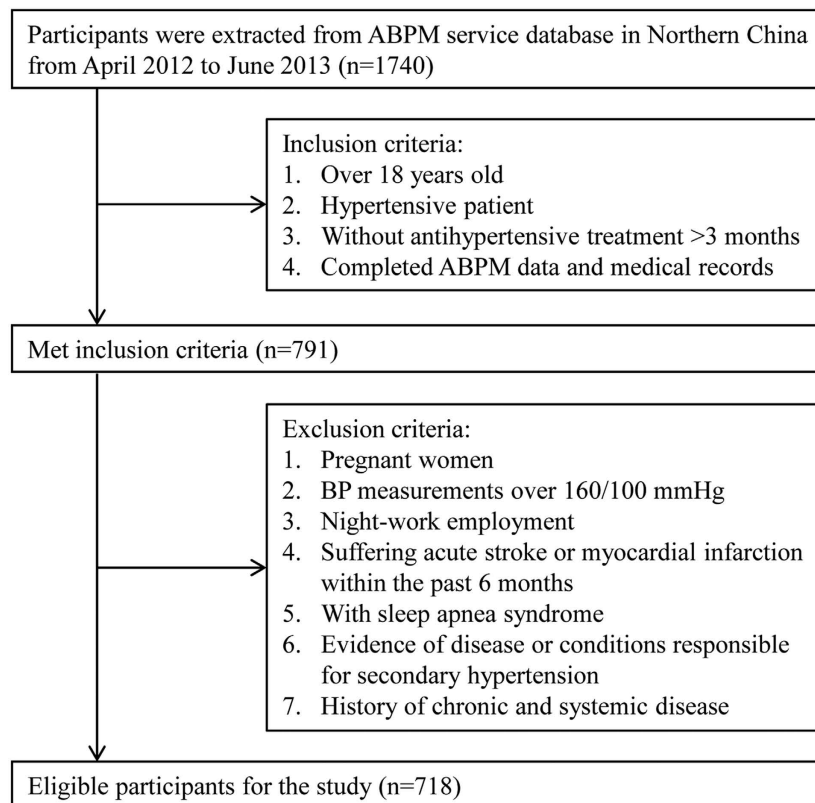 Participants were extracted from ABPM service database in Northern China
from April 2012 to June 2013 (n=1740)
Inclusion criteria:
1. Over 18 years old
2. Hypertensive patient
3. Without antihypertensive treatment >3 months
4. Completed ABPM data and medical records
Met inclusion criteria (n=791)
Exclusion criteria:
1. Pregnant women
2. BP measurements over 160/100 mmHg
3. Night-work employment
4. Suffering acute stroke or myocardial infarction
within the past 6 months
5. With sleep apnea syndrome
6. Evidence of disease or conditions responsible
for secondary hypertension
7. History of chronic and systemic disease
Eligible participants for the study (n=718)